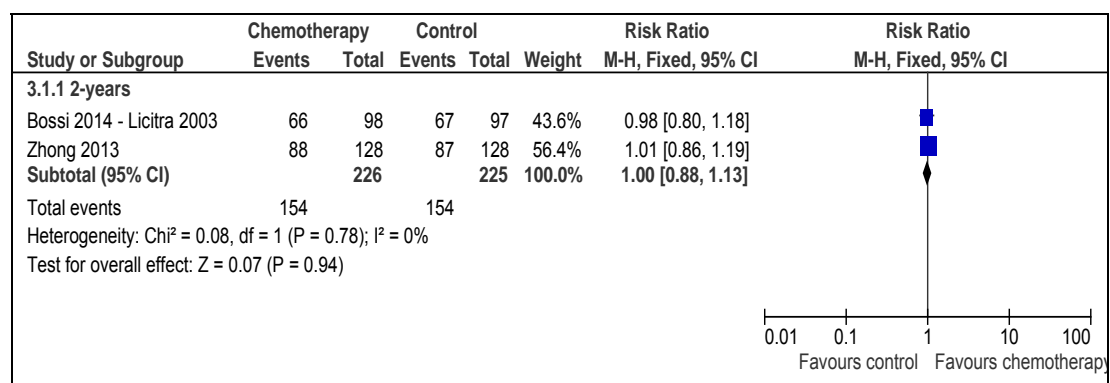 Chemotherapy Control Risk Ratio Risk Ratio
Study or Subgroup Events Total Events Total Weight M-H, Fixed, 95% CI M-H, Fixed, 95% CI
3.1.1 2-years
Bossi 2014 - Licitra 2003 66 98 67 97 43.6% 0.98 [0.80, 1.18]
Zhong 2013 88 128 87 128 56.4% 1.01 [0.86, 1.19]
Subtotal (95% CI) 226 225 100.0% 1.00 [0.88, 1.13]
Total events 154 154
Heterogeneity: Chi² = 0.08, df = 1 (P = 0.78); I² = 0%
Test for overall effect: Z = 0.07 (P = 0.94)
0.01 0.1 1 10 100
Favours control Favours chemotherapy